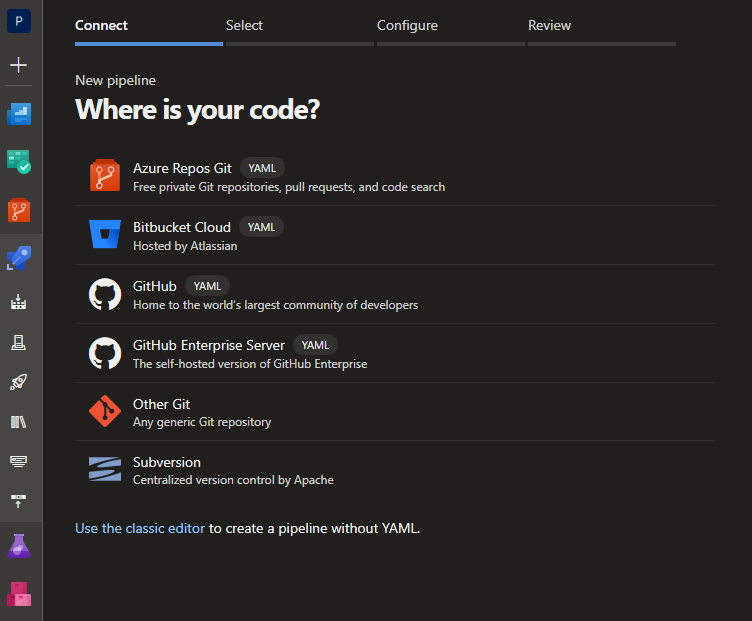 P
Connect
Select
Configure
Review
New pipeline
Where is your code?
Azure Repos Git YAML
Free private Git repositories, pull requests, and code search
Bitbucket Cloud YAML
Hosted by Atlassian
GitHub YAML
Home to the world's largest community of developers
GitHub Enterprise Server YAML
The self-hosted version of GitHub Enterprise
Other Git
Any generic Git repository
Subversion
Centralized version control by Apache
Use the classic editor to create a pipeline without YAML.